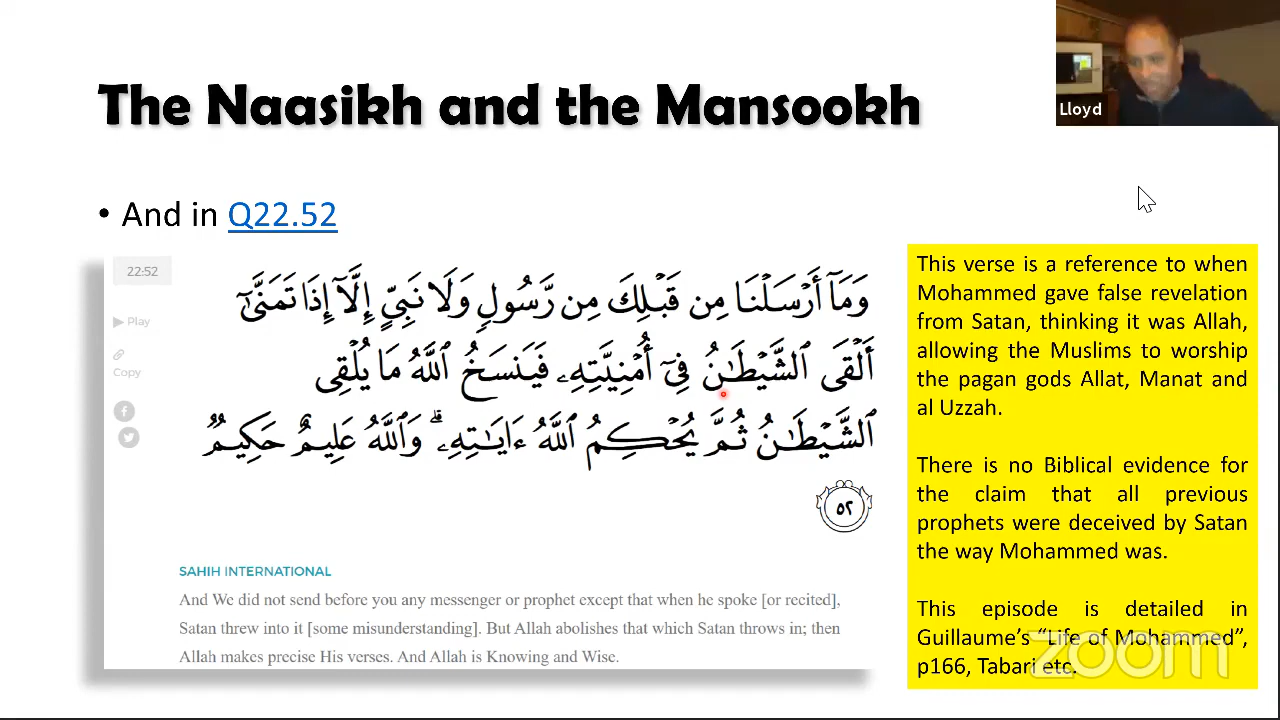 The Naasikh and the Mansookh
Lloyd
• And in Q22.52
22:52
Play
Copy
وَمَآ أَرْسَلْنَا مِن قَبْلِكَ مِن رَّسُولٍ وَلَا نَبِىٍّ إِلَّآ إِذَا تَمَنَّىٰٓ
أَلْقَى ٱلشَّيْطَـٰنُ فِىٓ أُمْنِيَّتِهِۦ فَيَنسَخُ ٱللَّهُ مَا يُلْقِى
ٱلشَّيْطَـٰنُ ثُمَّ يُحْكِمُ ٱللَّهُ ءَايَـٰتِهِۦ ۗ وَٱللَّهُ عَلِيمٌ حَكِيمٌ
٥٢
SAHIH INTERNATIONAL
And We did not send before you any messenger or prophet except that when he spoke [or recited],
Satan threw into it [some misunderstanding]. But Allah abolishes that which Satan throws in; then
Allah makes precise His verses. And Allah is Knowing and Wise.
This verse is a reference to when
Mohammed gave false revelation
from Satan, thinking it was Allah,
allowing the Muslims to worship
the pagan gods Allat, Manat and
al Uzzah.
There is no Biblical evidence for
the claim that all previous
prophets were deceived by Satan
the way Mohammed was.
This episode is detailed in
Guillaume's “Life of Mohammed”,
p166, Tabari etc.
zoom